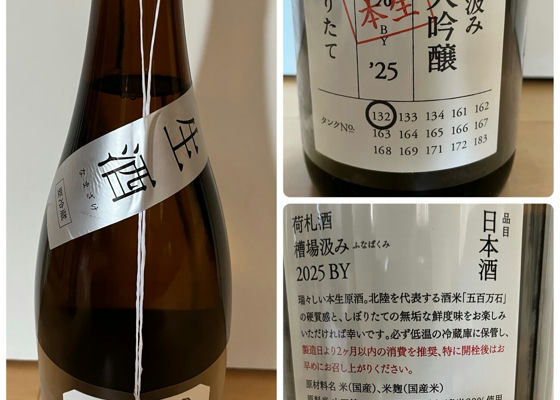 生酒
なまざけ
要冷蔵
汲み
大吟醸
りたて
本生
BY
'25
タンクNo.
132 133 134 161 162
163 164 165 166 167
168 169 171 172 183
品目
日本酒
荷札酒
槽場汲み ふなばくみ
2025 BY
瑞々しい本生原酒。北陸を代表する酒米「五百万石」
の硬質感と、しぼりたての無垢な鮮度味をお楽しみ
いただければ幸いです。必ず低温の冷蔵庫に保管し、
製造日より2ヶ月以内の消費を推奨、特に開栓後はお
早めにお召し上がりください。
原材料名 米(国産)、米麹(国産米)